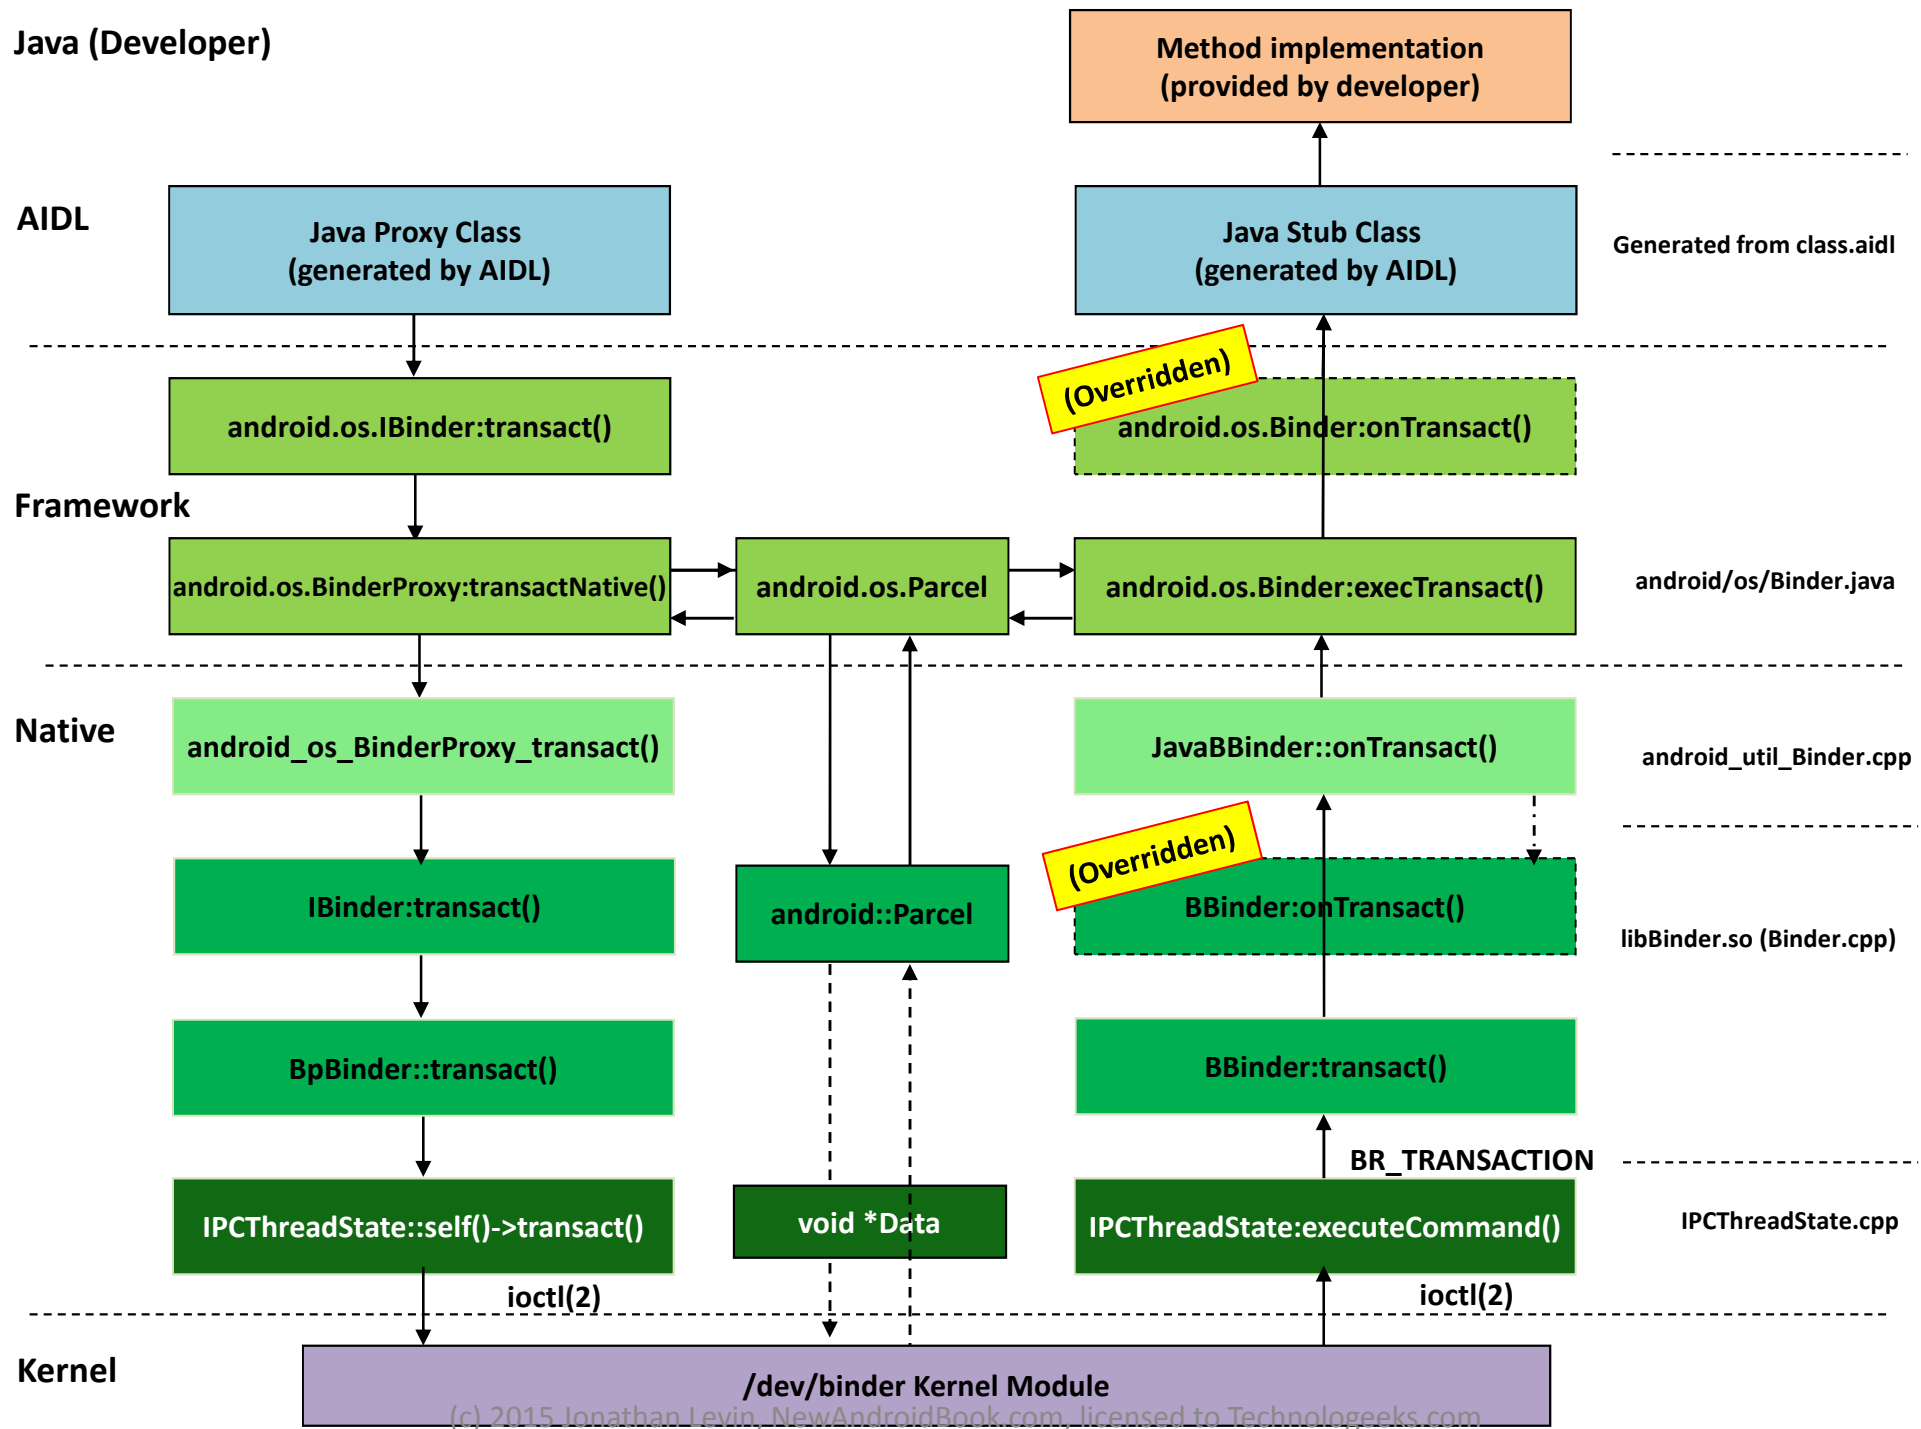 Java (Developer)
Method implementation
(provided by developer)
AIDL
Java Proxy Class
(generated by AIDL)
Java Stub Class
(generated by AIDL)
Generated from class.aidl
(Overridden)
android.os.IBinder:transact()
android.os.Binder:onTransact()
Framework
android.os.BinderProxy:transactNative()
android.os.Parcel
android.os.Binder:execTransact()
android/os/Binder.java
Native
android_os_BinderProxy_transact()
JavaBBinder::onTransact()
android_util_Binder.cpp
(Overridden)
IBinder:transact()
android::Parcel
BBinder:onTransact()
libBinder.so (Binder.cpp)
BpBinder::transact()
BBinder:transact()
BR_TRANSACTION
IPCThreadState::self()->transact()
void *Data
IPCThreadState:executeCommand()
IPCThreadState.cpp
ioctl(2)
ioctl(2)
Kernel
/dev/binder Kernel Module
(c) 2015 Jonathan Levin, NewAndroidBook.com, licensed to Technologeeks.com